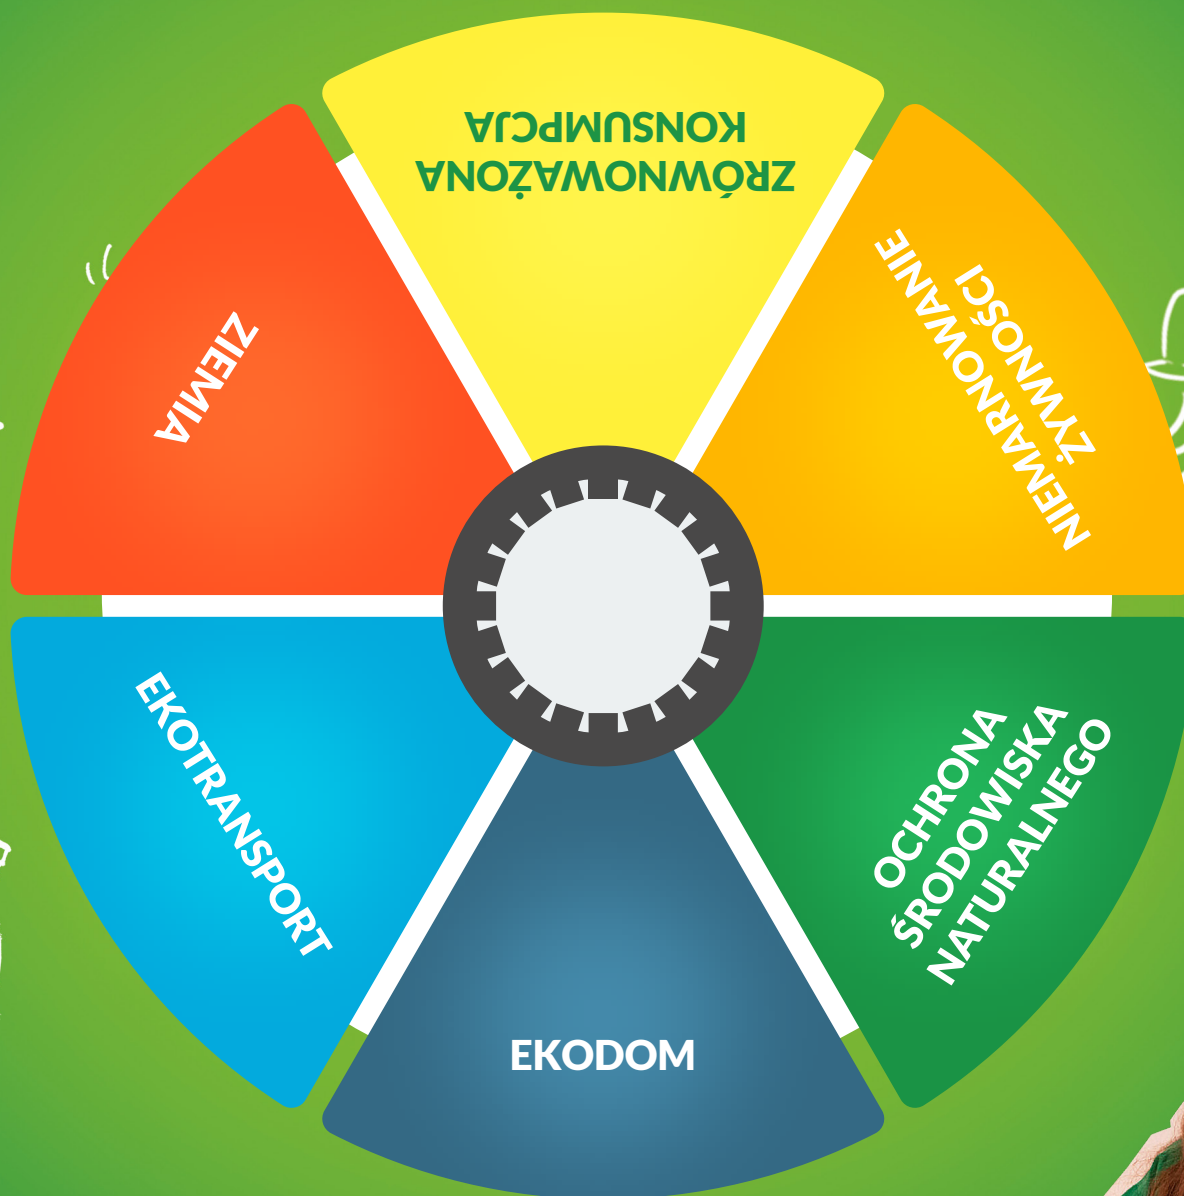 ZRÓWNOWAŻONA
KONSUMPCJA
NIEMARNOWANIE
ŻYWNOŚCI
OCHRONA
ŚRODOWISKA
NATURALNEGO
EKODOM
EKOTRANSPORT
ZIEMIA